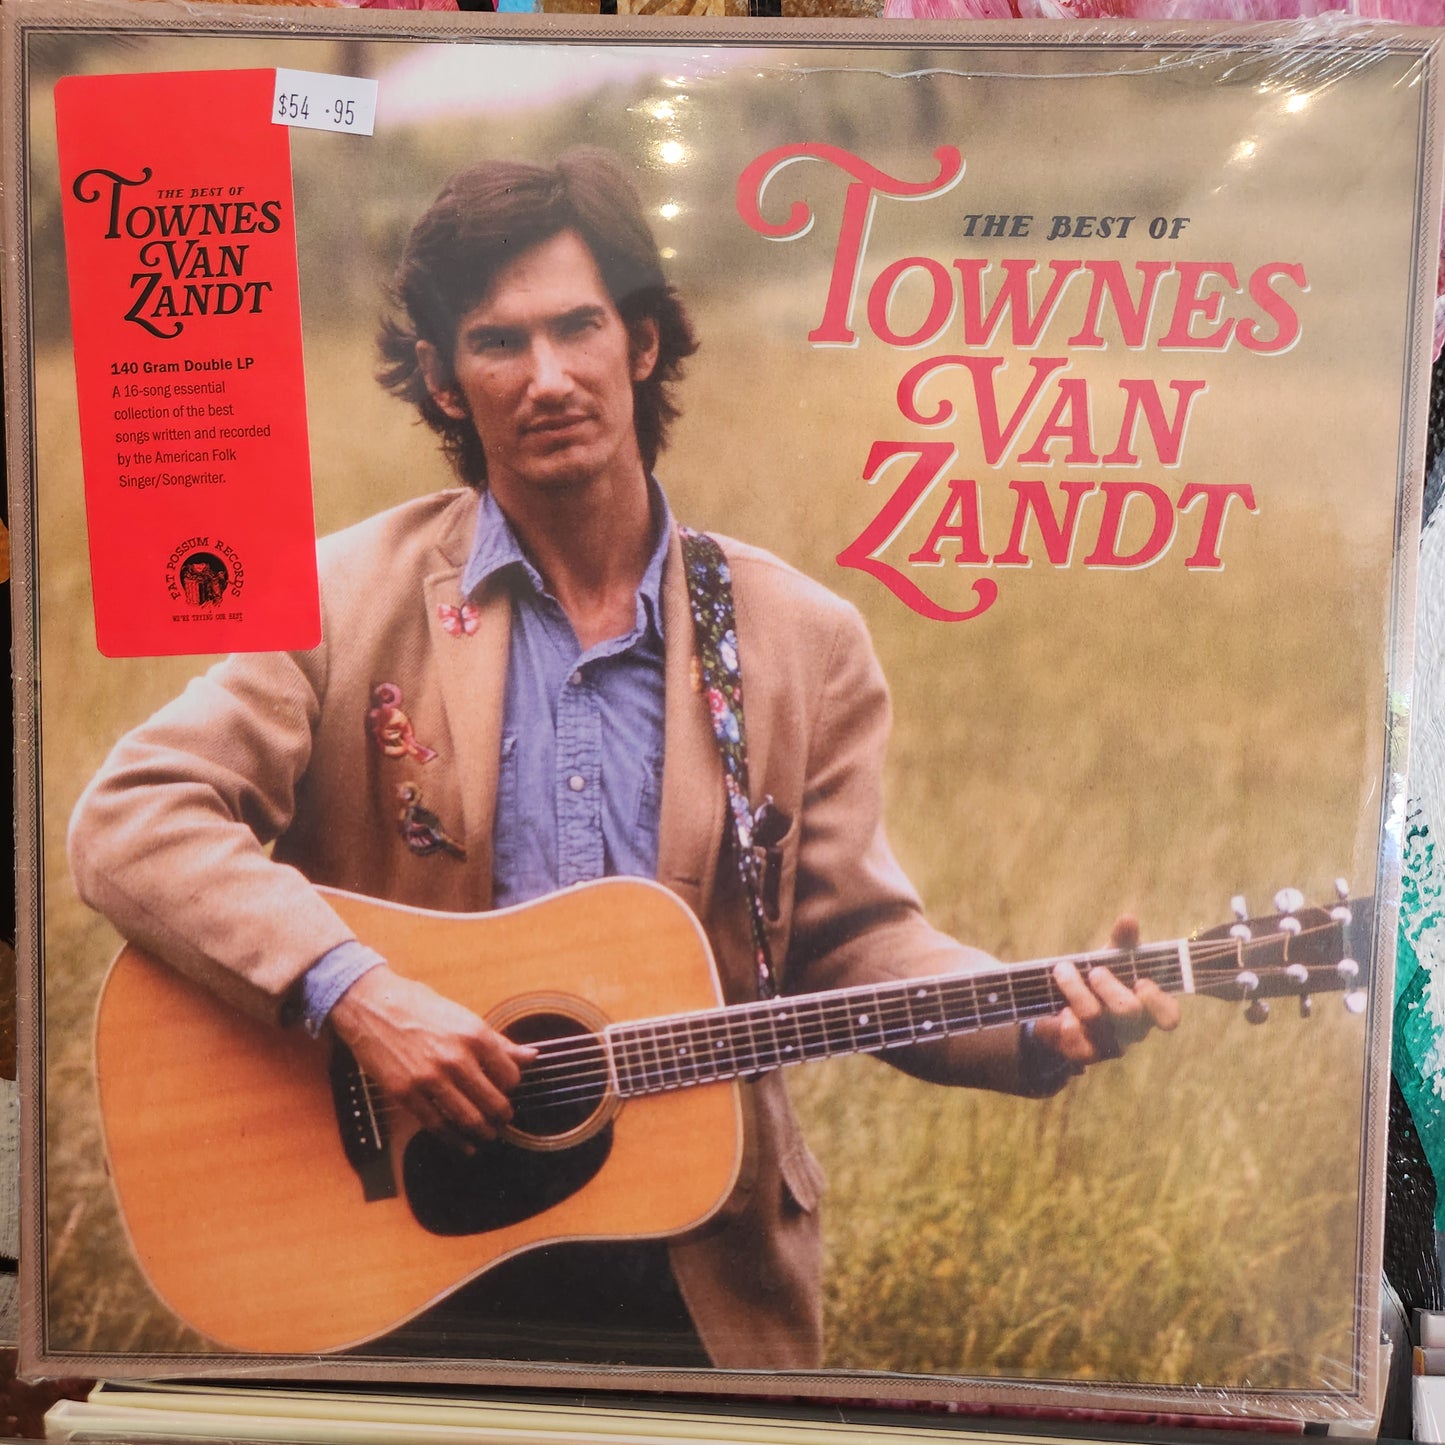 $54 .95
THE BEST OF
TOWNES
VAN
ZANDT
140 Gram Double LP
A 16-song essential
collection of the best
songs written and recorded
by the American Folk
Singer/Songwriter.
FAT POSSUM RECORDS
WE'RE TRYING OUR BEST
THE BEST OF
TOWNES
VAN
ZANDT